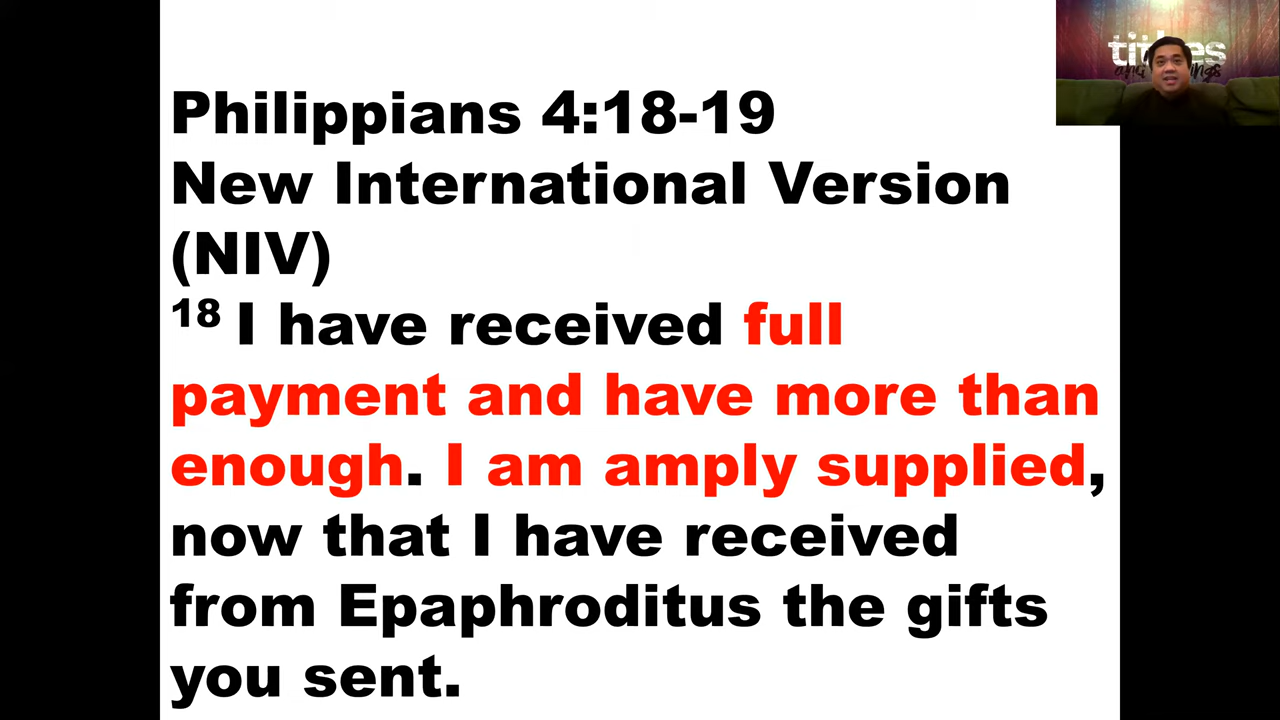 Philippians 4:18-19
New International Version
(NIV)
18 I have received full
payment and have more than
enough. I am amply supplied,
now that I have received
from Epaphroditus the gifts
you sent.